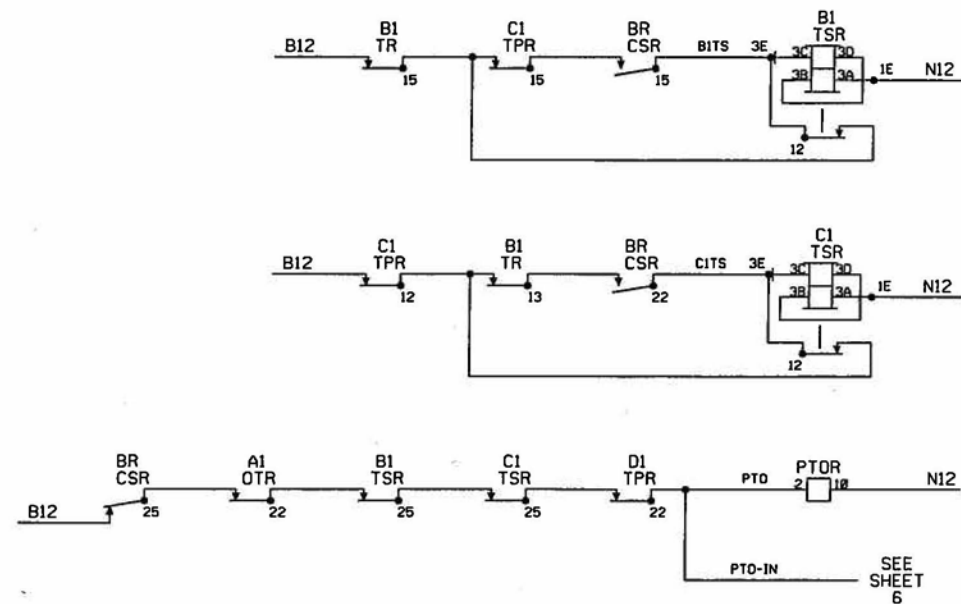 B12
B1
TR
15
C1
TPR
15
BR
CSR
15
B1TS
3E
B1
TSR
3C
3D
3B
3A
1E
N12
12
B12
C1
TPR
12
B1
TR
13
BR
CSR
22
C1TS
3E
C1
TSR
3C
3D
3B
3A
1E
N12
12
B12
BR
CSR
25
A1
OTR
22
B1
TSR
25
C1
TSR
25
D1
TPR
22
PTO
PTOR
2
10
N12
PTO-IN
SEE
SHEET
6